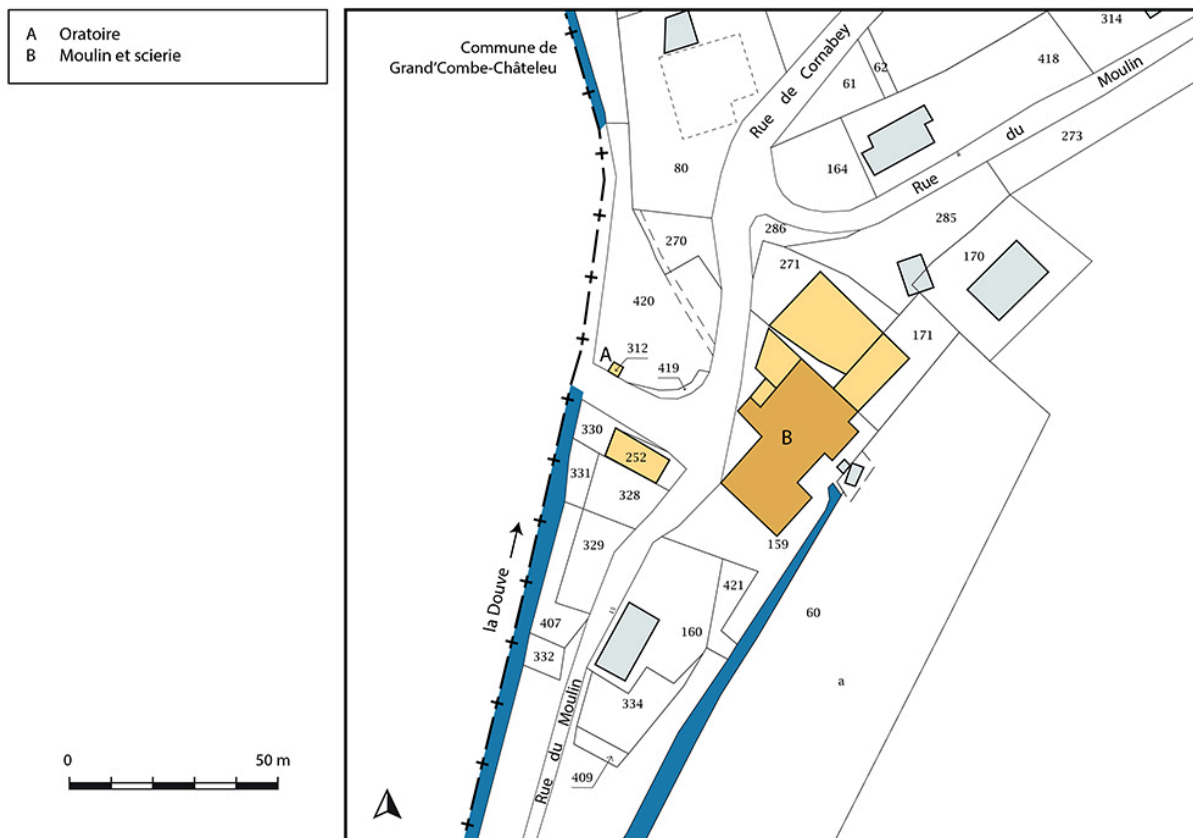 A Oratoire
B Moulin et scierie
Commune de
Grand'Combe-Châteleu
Rue de Cornabey
62
61
418
314
Rue du Moulin
273
164
80
270
286
285
271
170
420
312
A
419
171
330
252
331
328
B
329
159
421
la Douve
60
407
160
332
a
334
Rue du Moulin
409
0 50 m